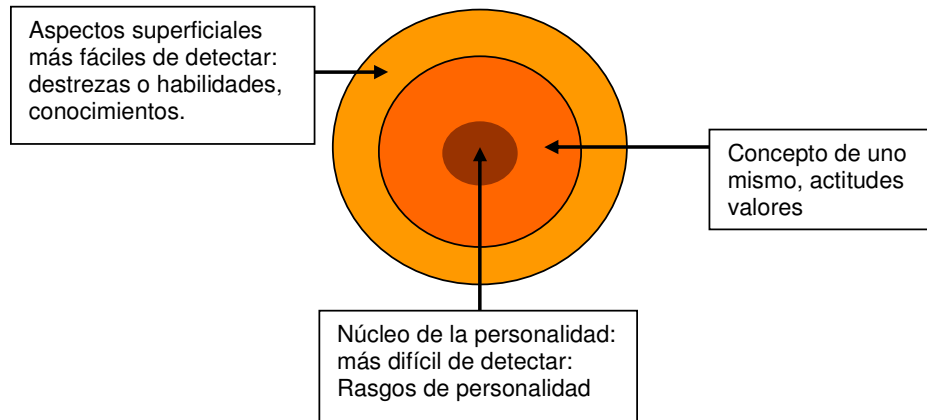 Aspectos superficiales
más fáciles de detectar:
destrezas o habilidades,
conocimientos.
Concepto de uno
mismo, actitudes
valores
Núcleo de la personalidad:
más difícil de detectar:
Rasgos de personalidad